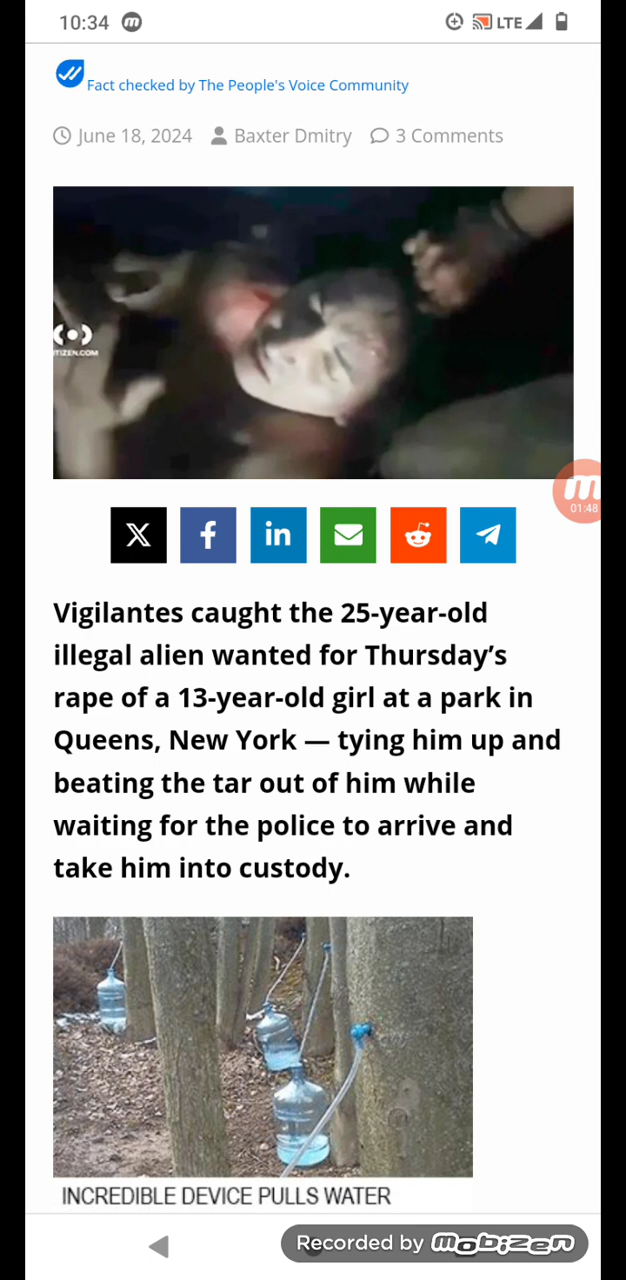 10:34
LTE
Fact checked by The People's Voice Community
June 18, 2024 Baxter Dmitry 3 Comments
TIZEN.COM
01:48
Vigilantes caught the 25-year-old
illegal alien wanted for Thursday’s
rape of a 13-year-old girl at a park in
Queens, New York — tying him up and
beating the tar out of him while
waiting for the police to arrive and
take him into custody.
INCREDIBLE DEVICE PULLS WATER
Recorded by mobizen